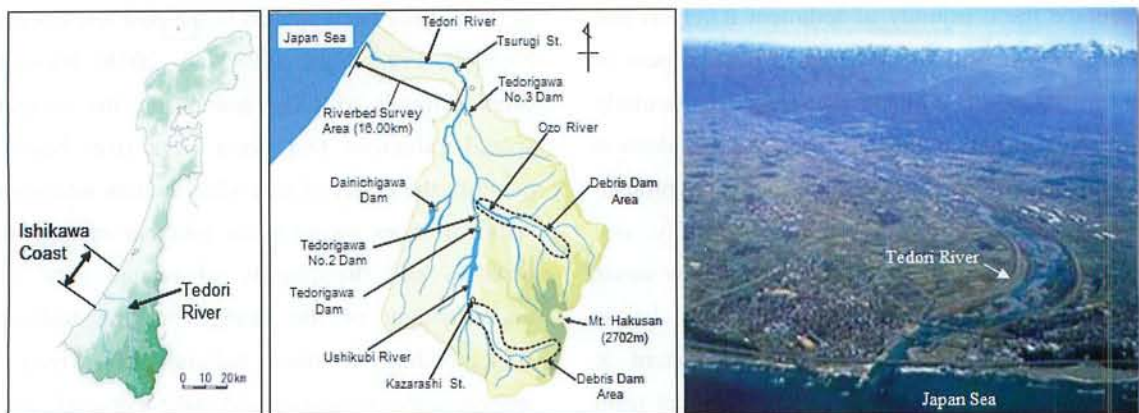 Ishikawa
Coast
Tedori
River
0 10 20km
Japan Sea
Tedori River
Tsurugi St.
Tedorigawa
No.3 Dam
Riverbed Survey
Area (16.00km)
Ozo River
Dainichigawa
Dam
Debris Dam
Area
Tedorigawa
No.2 Dam
Tedorigawa
Dam
Mt. Hakusan
(2702m)
Ushikubi River
Kazarashi St.
Debris Dam
Area
Tedori River
Japan Sea